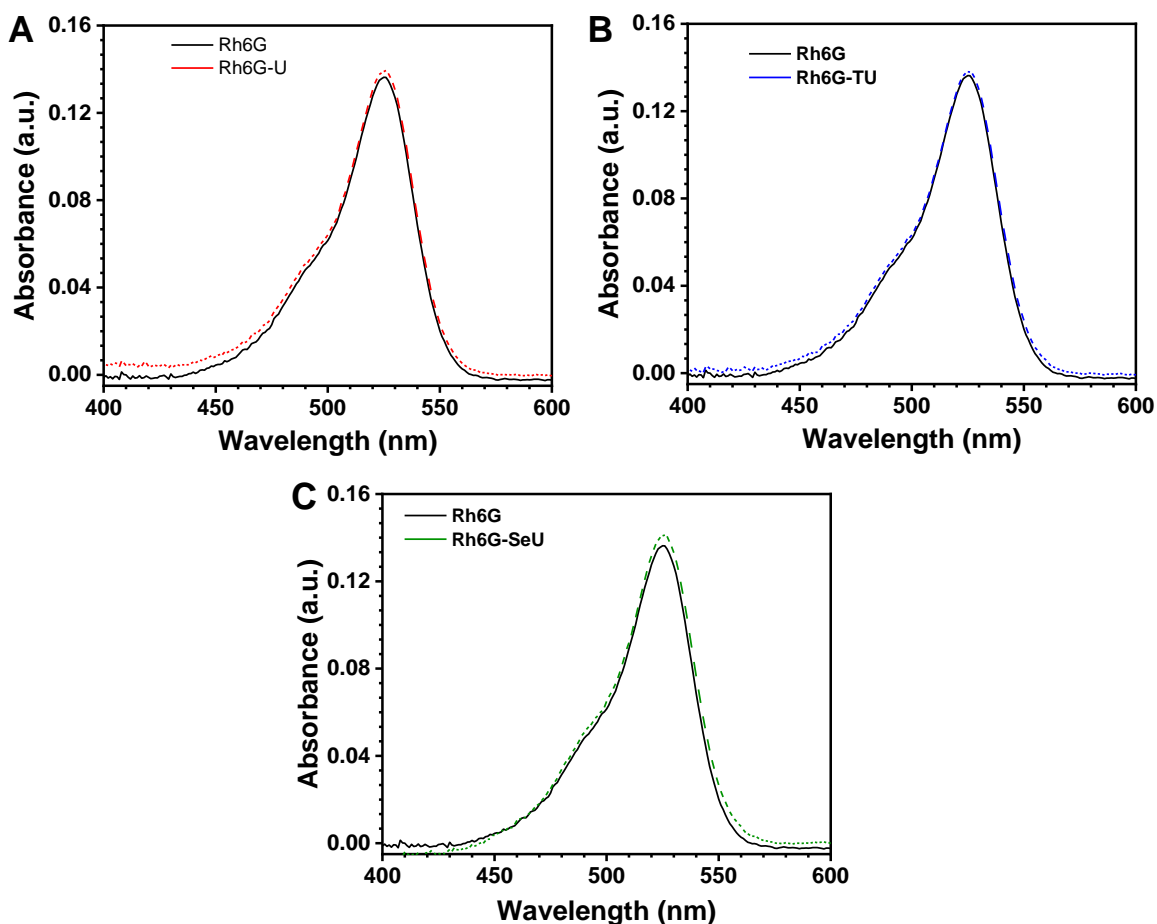 A
Rh6G
Rh6G-U
0.16
0.12
0.08
0.04
0.00
Absorbance (a.u.)
400 450 500 550 600
Wavelength (nm)
B
Rh6G
Rh6G-TU
0.16
0.12
0.08
0.04
0.00
Absorbance (a.u.)
400 450 500 550 600
Wavelength (nm)
C
Rh6G
Rh6G-SeU
0.16
0.12
0.08
0.04
0.00
Absorbance (a.u.)
400 450 500 550 600
Wavelength (nm)